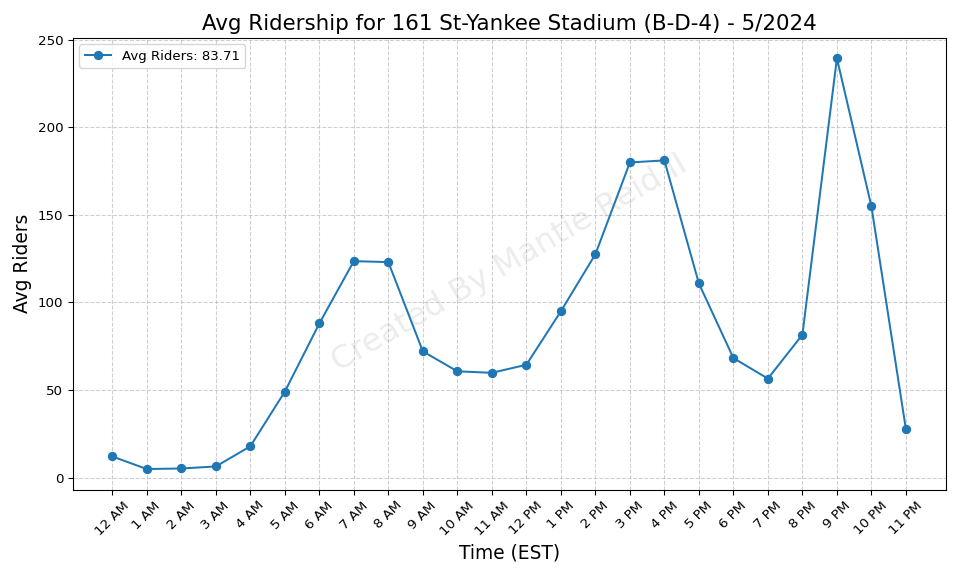 Avg Ridership for 161 St-Yankee Stadium (B-D-4) - 5/2024
Avg Riders: 83.71
250
200
150
100
50
0
Avg Riders
Created By Mantle Reid II
12 AM
1 AM
2 AM
3 AM
4 AM
5 AM
6 AM
7 AM
8 AM
9 AM
10 AM
11 AM
12 PM
1 PM
2 PM
3 PM
4 PM
5 PM
6 PM
7 PM
8 PM
9 PM
10 PM
11 PM
Time (EST)